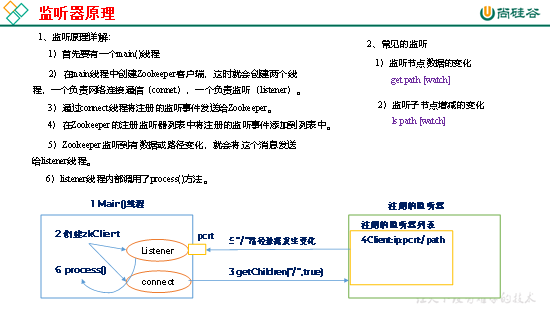 监听器原理
尚硅谷
1、监听原理详解:
1）首先要有一个main()线程
2）在main线程中创建Zookeeper客户端，这时就会创建两个线
程，一个负责网络连接通信（connet），一个负责监听（listener）。
3）通过connect线程将注册的监听事件发送给Zookeeper。
4）在Zookeeper的注册监听器列表中将注册的监听事件添加到列表中。
5）Zookeeper监听到有数据或路径变化，就会将这个消息发送
给listener线程。
6）listener线程内部调用了process()方法。
2、常见的监听
1）监听节点数据的变化
get path [watch]
2）监听子节点增减的变化
ls path [watch]
1 Main()线程
2 创建zkClient
Listener
6 process()
connect
port
5 "/"路径数据发生变化
3 getChildren("/",true)
注册的监听器
注册的监听器列表
4Client:ip:port:/path